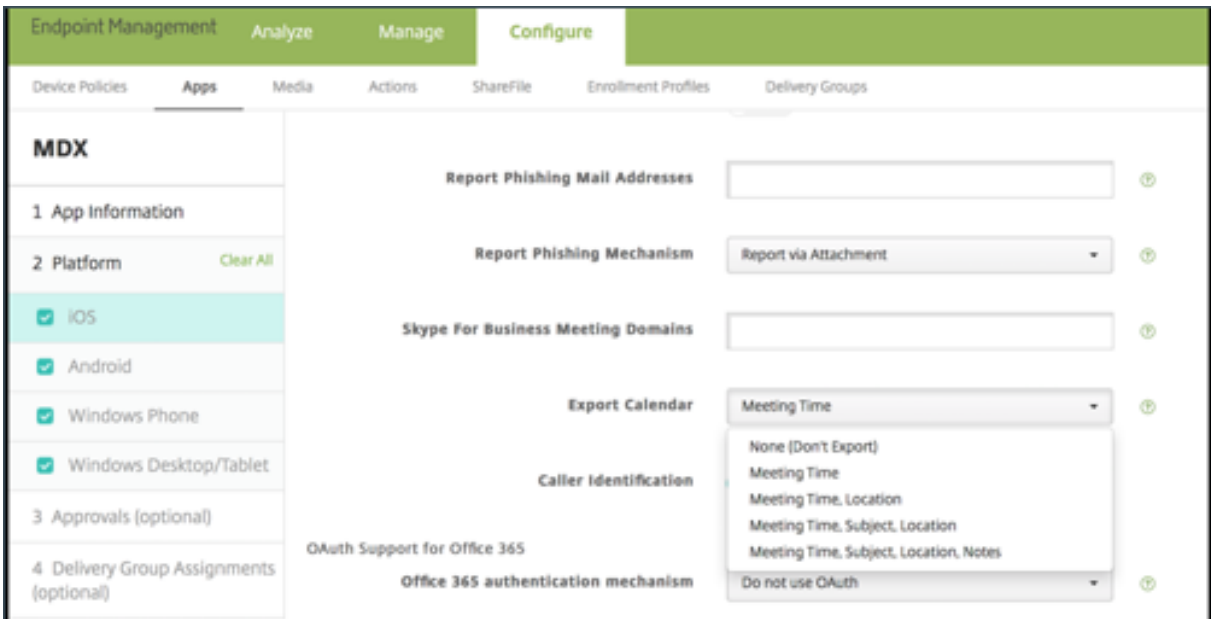 Endpoint Management Analyze Manage Configure
Device Policies Apps Media Actions ShareFile Enrollment Profiles Delivery Groups
MDX
1 App Information
2 Platform Clear All
iOS
Android
Windows Phone
Windows Desktop/Tablet
3 Approvals (optional)
4 Delivery Group Assignments
(optional)
Report Phishing Mail Addresses
Report Phishing Mechanism Report via Attachment
Skype For Business Meeting Domains
Export Calendar Meeting Time
None (Don't Export)
Meeting Time
Meeting Time, Location
Meeting Time, Subject, Location
Meeting Time, Subject, Location, Notes
Caller Identification
OAuth Support for Office 365
Office 365 authentication mechanism Do not use OAuth